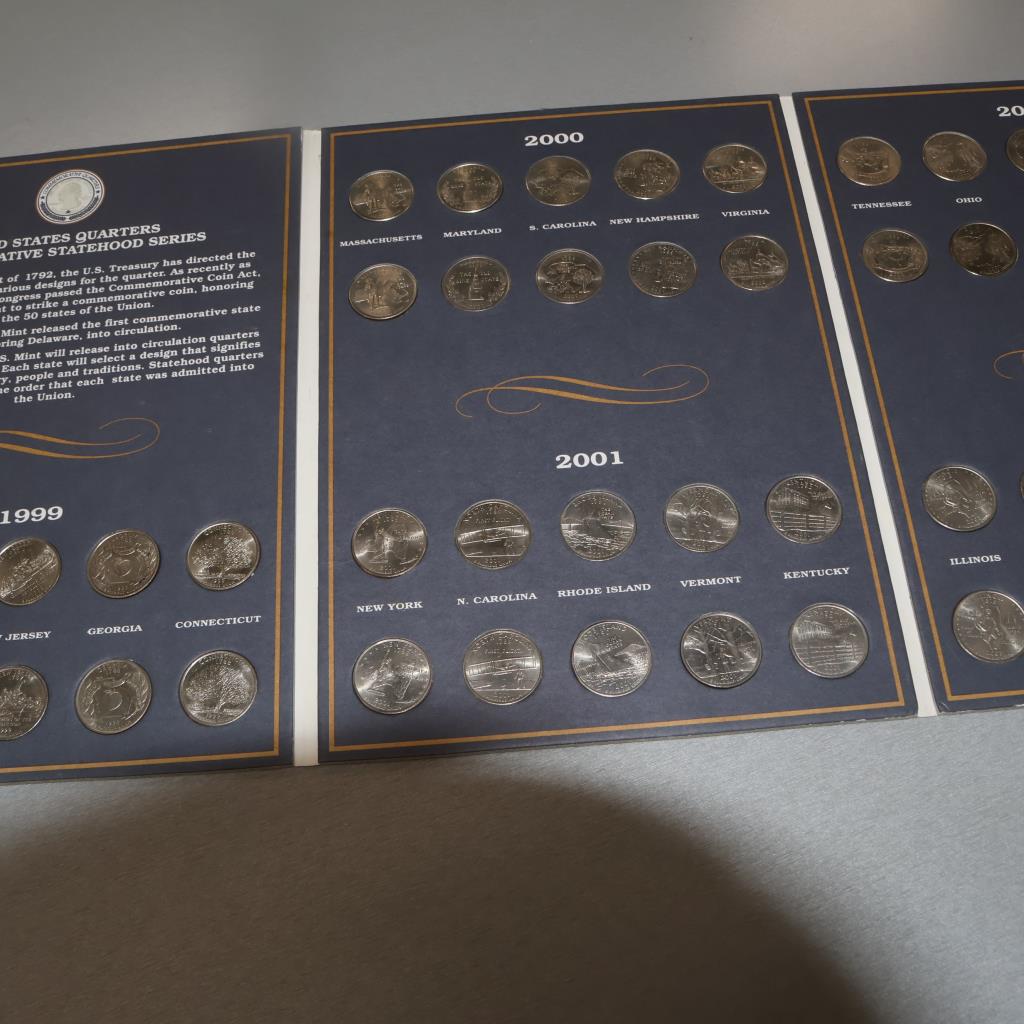 D STATES QUARTERS
ATIVE STATEHOOD SERIES
t of 1792, the U.S. Treasury has directed the
arious designs for the quarter. As recently as
ongress passed the Commemorative Coin Act,
nt to strike a commemorative coin, honoring
the 50 states of the Union.
Mint released the first commemorative state
ring Delaware, into circulation.
S. Mint will release into circulation quarters
Each state will select a design that signifies
ry, people and traditions. Statehood quarters
he order that each state was admitted into
the Union.
1999
JERSEY
GEORGIA
CONNECTICUT
2000
MASSACHUSETTS
MARYLAND
S. CAROLINA
NEW HAMPSHIRE
VIRGINIA
2001
NEW YORK
N. CAROLINA
RHODE ISLAND
VERMONT
KENTUCKY
20
TENNESSEE
OHIO
ILLINOIS